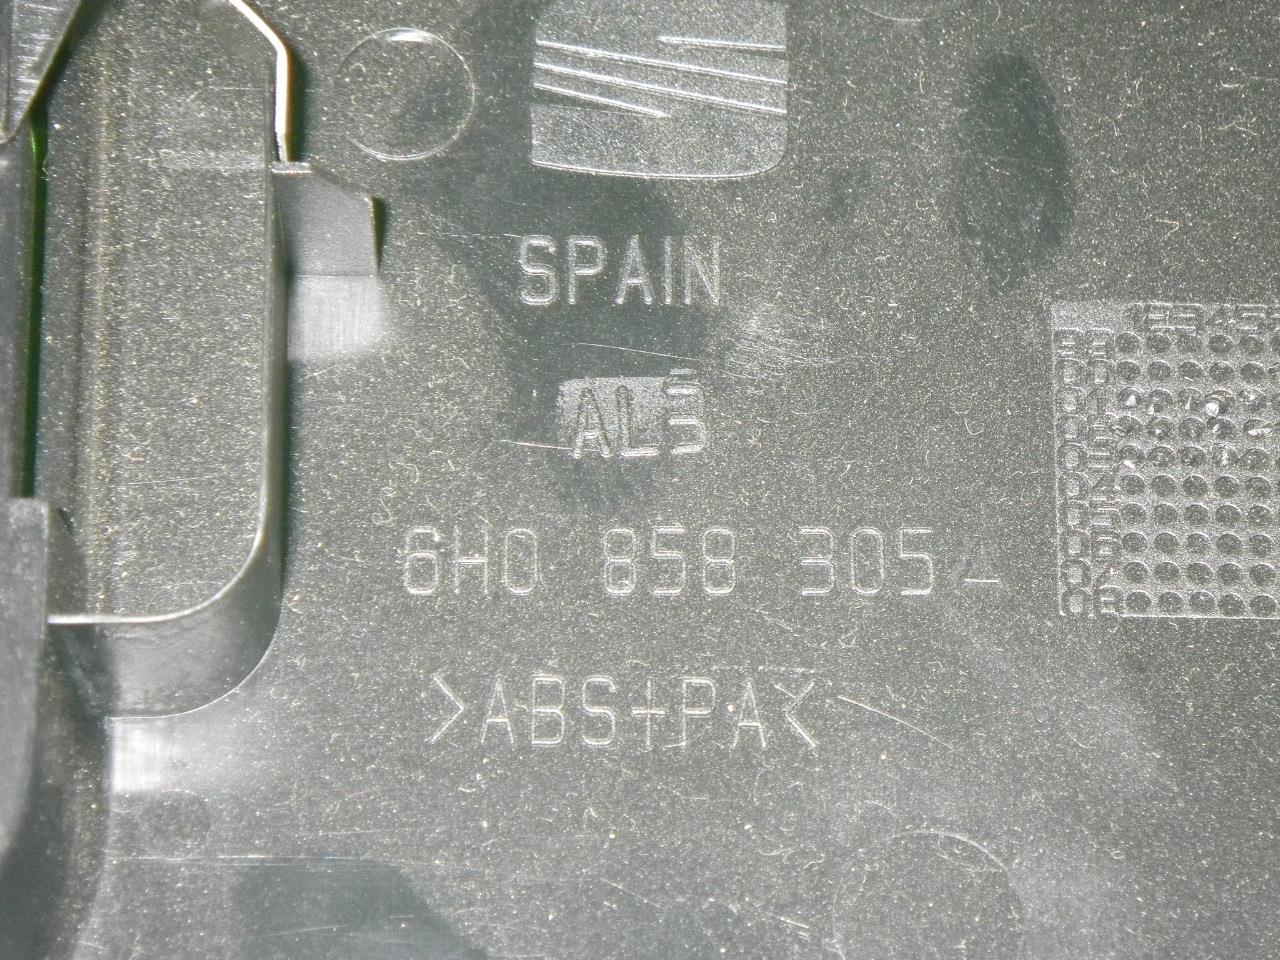 SPAIN
AL3
6H0 858 305A
>ABS+PA<